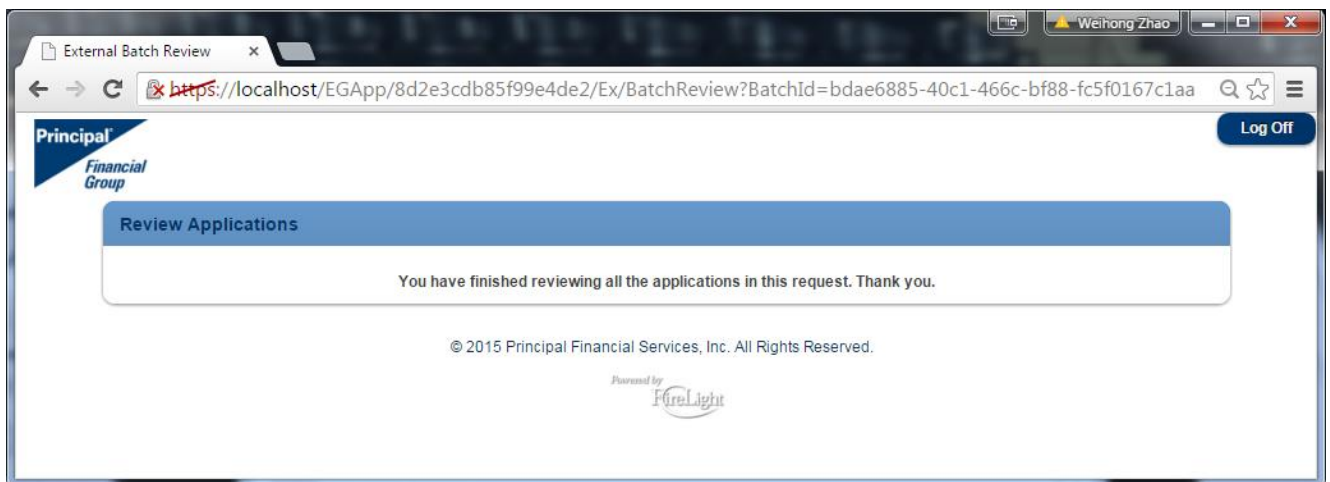 Weihong Zhao
External Batch Review
https://localhost/EGApp/8d2e3cdb85f99e4de2/Ex/BatchReview?BatchId=bdae6885-40c1-466c-bf88-fc5f0167c1aa
Log Off
Principal
Financial
Group
Review Applications
You have finished reviewing all the applications in this request. Thank you.
© 2015 Principal Financial Services, Inc. All Rights Reserved.
Powered by
FireLight